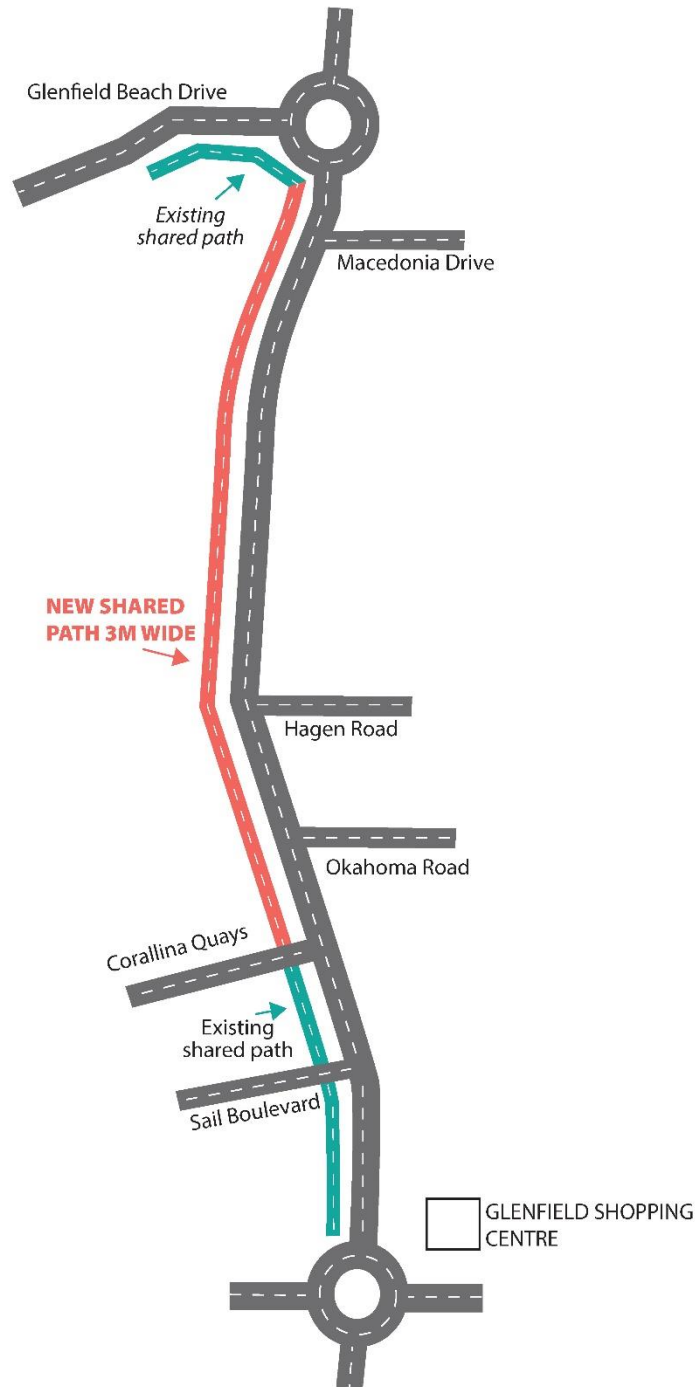 Glenfield Beach Drive
Existing
shared path
Macedonia Drive
NEW SHARED
PATH 3M WIDE
Hagen Road
Okahoma Road
Corallina Quays
Existing
shared path
Sail Boulevard
GLENFIELD SHOPPING
CENTRE